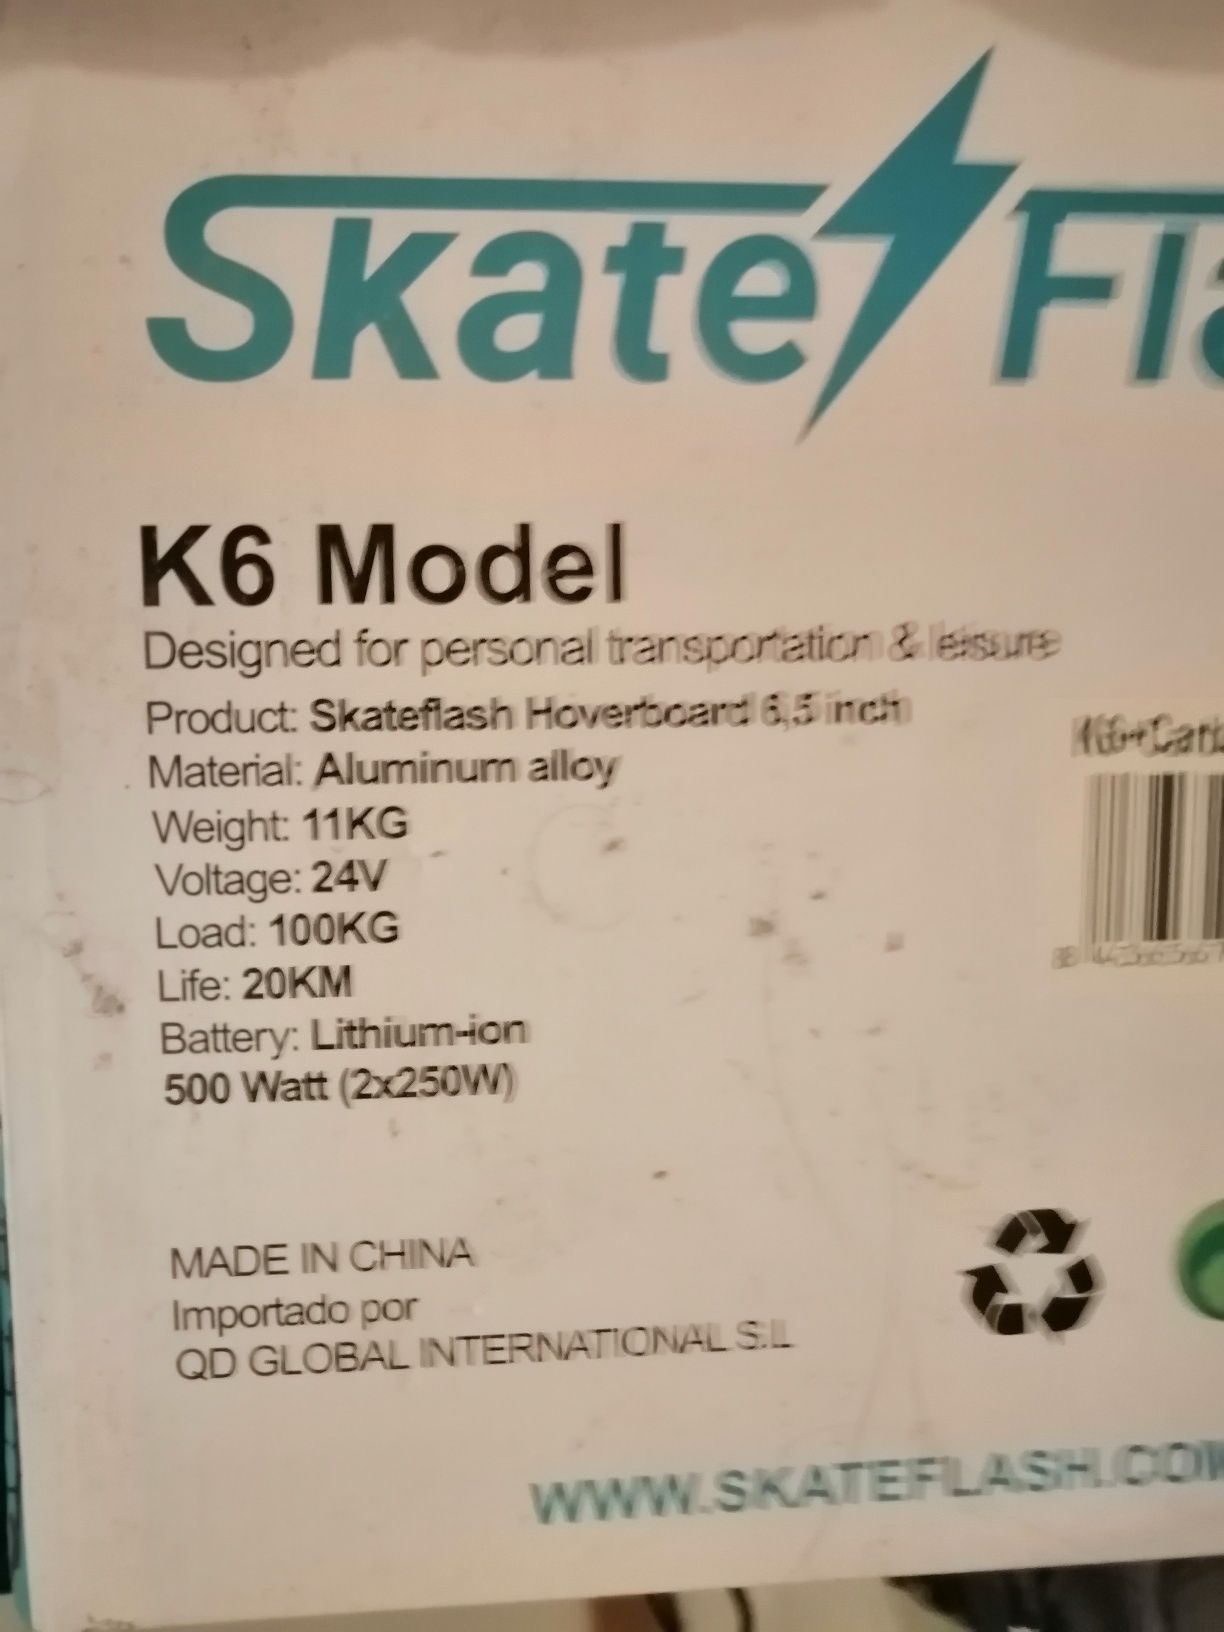 Skate Fla
K6 Model
Designed for personal transportation & leisure
Product: Skateflash Hoverboard 6,5 inch
Material: Aluminum alloy
Weight: 11KG
Voltage: 24V
Load: 100KG
Life: 20KM
Battery: Lithium-ion
500 Watt (2x250W)
MADE IN CHINA
Importado por
QD GLOBAL INTERNATIONAL S.L
WWW.SKATEFLASH.COM